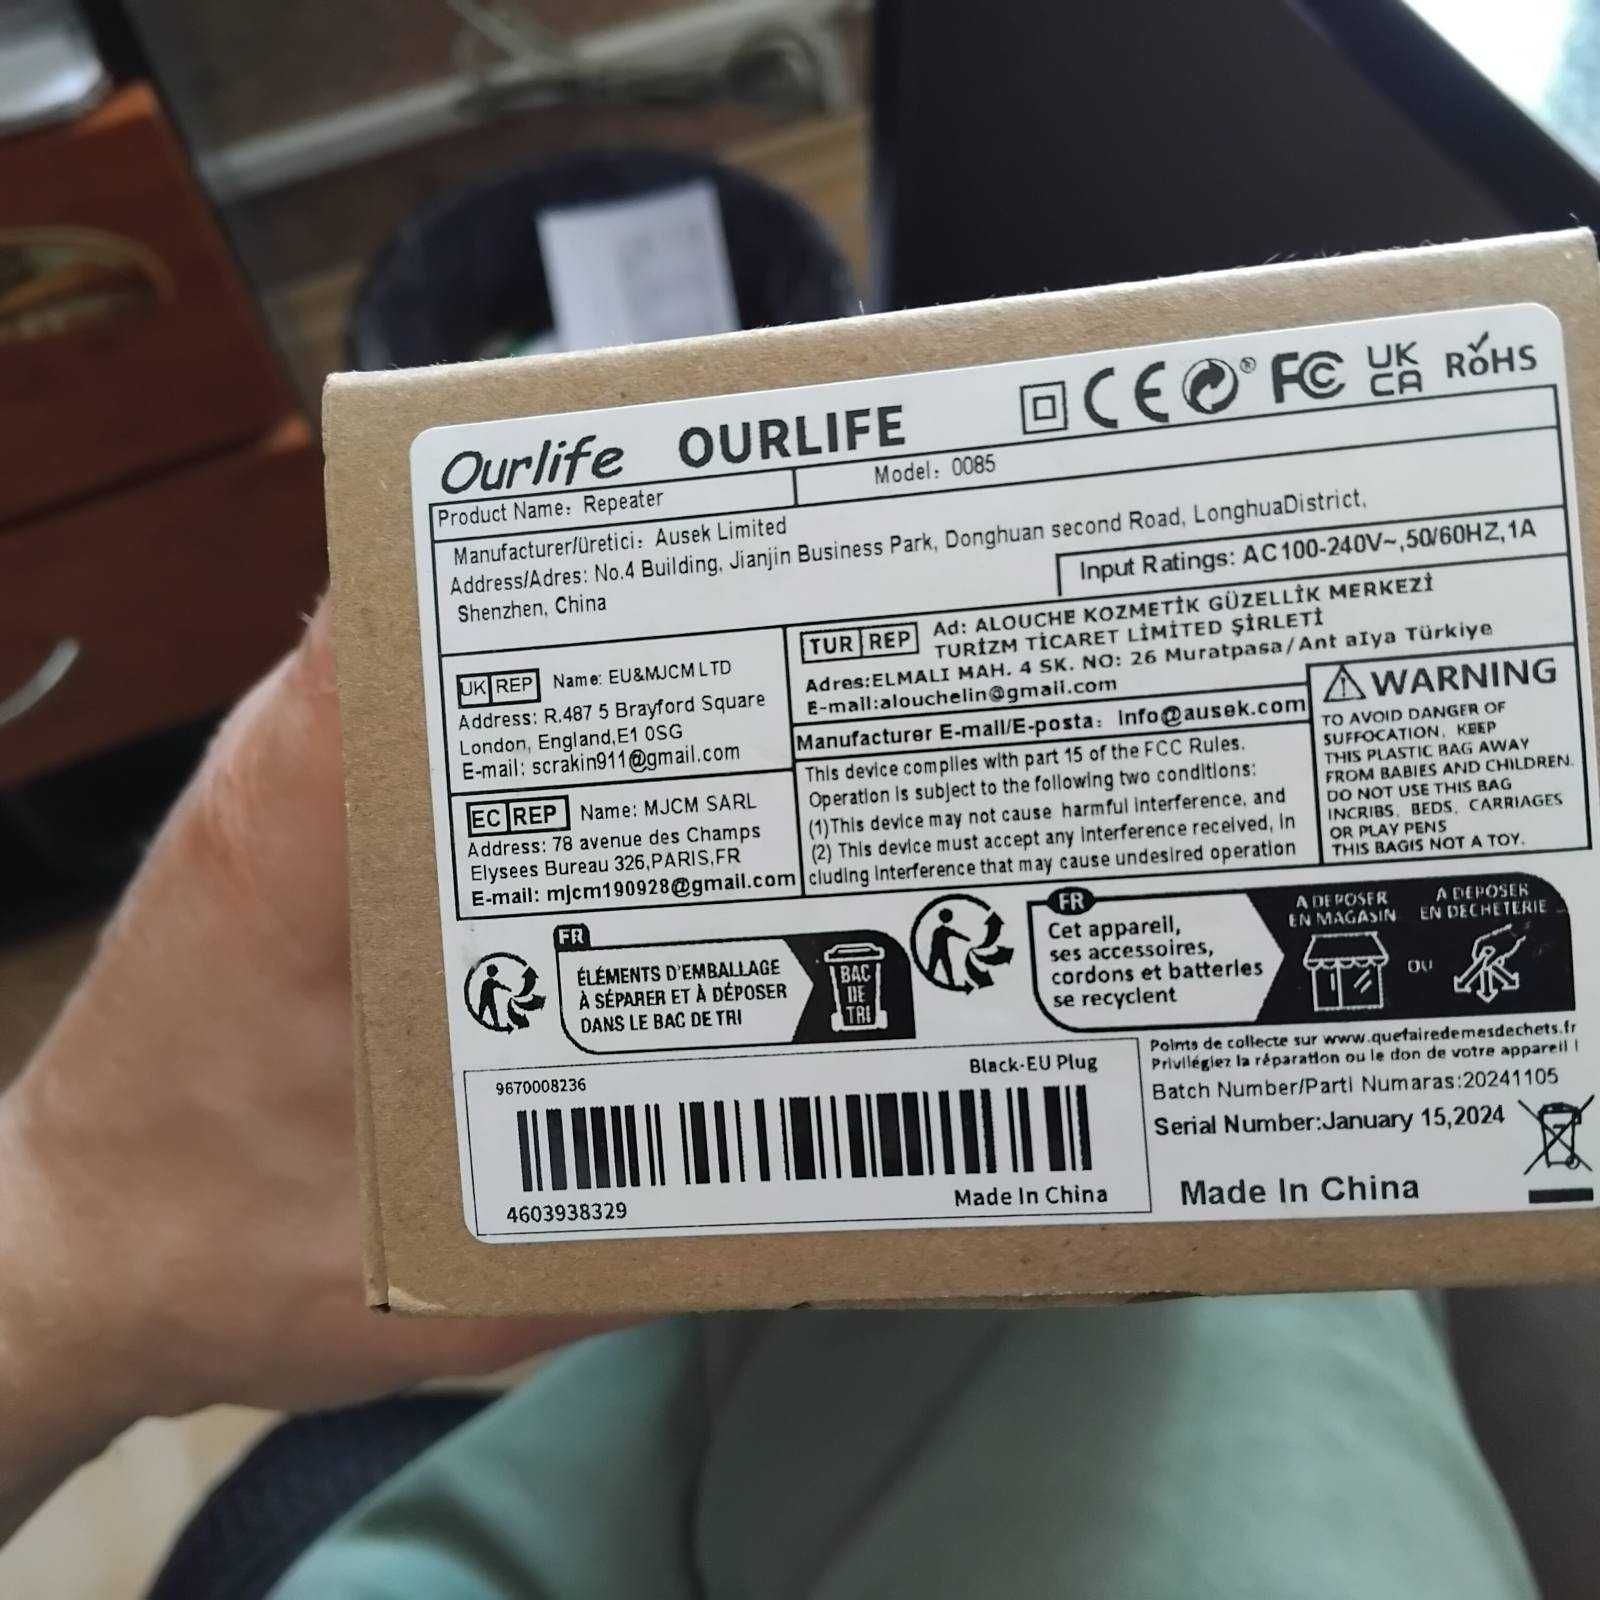 Ourlife OURLIFE CE ® FC UK CA RoHS
Product Name: Repeater
Model: 0085
Manufacturer/üretici: Ausek Limited
Address/Adres: No.4 Building, Jianjin Business Park, Donghuan second Road, LonghuaDistrict,
Shenzhen, China
Input Ratings: AC100-240V~,50/60HZ,1A
UK REP Name: EU&MJCM LTD
Address: R.487 5 Brayford Square
London, England,E1 0SG
E-mail: scrakin911@gmail.com
EC REP Name: MJCM SARL
Address: 78 avenue des Champs
Elysees Bureau 326,PARIS,FR
E-mail: mjcm190928@gmail.com
TUR REP Ad: ALOUCHE KOZMETİK GÜZELLİK MERKEZİ
TURİZM TİCARET LİMİTED ŞİRLETİ
Adres:ELMALI MAH. 4 SK. NO: 26 Muratpasa/Ant aIya Türkiye
E-mail:alouchelin@gmail.com
Manufacturer E-mail/E-posta: Info@ausek.com
This device complies with part 15 of the FCC Rules.
Operation is subject to the following two conditions:
(1)This device may not cause harmful interference, and
(2) This device must accept any interference received, in
cluding interference that may cause undesired operation
WARNING
TO AVOID DANGER OF
SUFFOCATION, KEEP
THIS PLASTIC BAG AWAY
FROM BABIES AND CHILDREN.
DO NOT USE THIS BAG
INCRIBS, BEDS, CARRIAGES
OR PLAY PENS
THIS BAGIS NOT A TOY.
FR
ÉLÉMENTS D'EMBALLAGE
À SÉPARER ET À DÉPOSER
DANS LE BAC DE TRI
BAC
DE
TRI
FR
Cet appareil,
ses accessoires,
cordons et batteries
se recyclent
A DEPOSER
EN MAGASIN
OU
A DEPOSER
EN DECHETERIE
Points de collecte sur www.quefairedemesdechets.fr
Privilégiez la réparation ou le don de votre appareil !
9670008236
Black-EU Plug
4603938329
Made In China
Batch Number/Parti Numaras:20241105
Serial Number:January 15,2024
Made In China